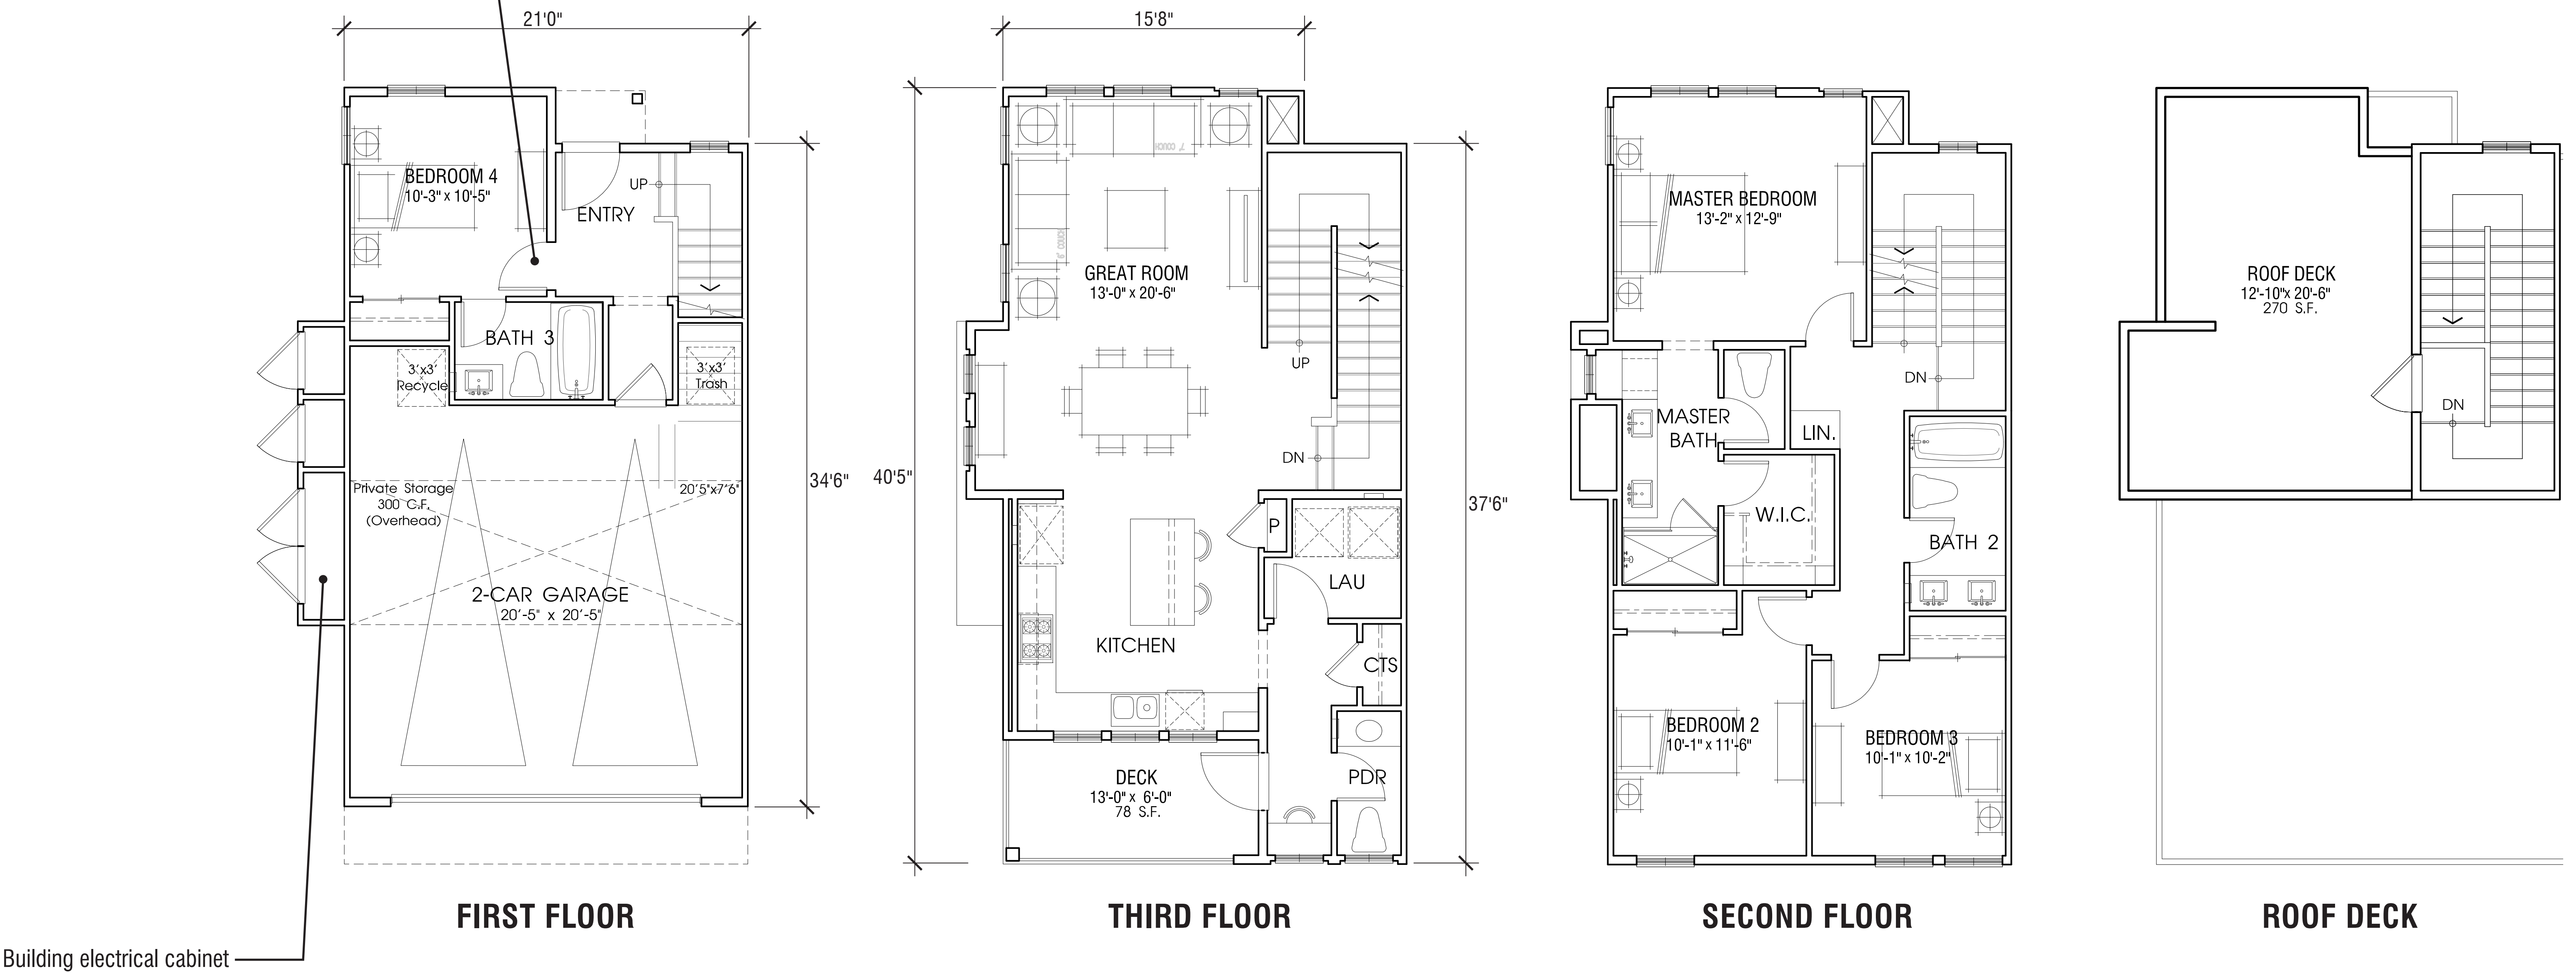 21'0"
BEDROOM 4
10'-3" x 10'-5"
UP
ENTRY
BATH 3
3'x3'
Recycle
3'x3'
Trash
Private Storage
300 C.F.
(Overhead)
20'5"x7'6"
2-CAR GARAGE
20'-5" x 20'-5"
34'6"
FIRST FLOOR
Building electrical cabinet
15'8"
40'5"
7' COUCH
GREAT ROOM
13'-0" x 20'-6"
UP
DN
P
LAU
KITCHEN
CTS
PDR
DECK
13'-0" x 6'-0"
78 S.F.
37'6"
THIRD FLOOR
MASTER BEDROOM
13'-2" x 12'-9"
DN
MASTER
BATH
LIN.
W.I.C.
BATH 2
BEDROOM 2
10'-1" x 11'-6"
BEDROOM 3
10'-1" x 10'-2"
SECOND FLOOR
ROOF DECK
12'-10"x 20'-6"
270 S.F.
DN
ROOF DECK